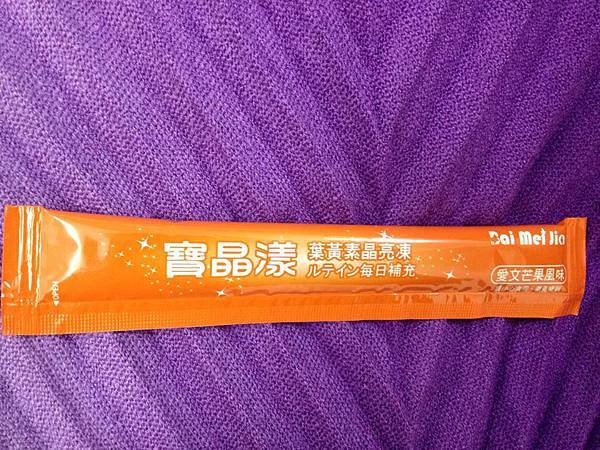 寶晶漾
葉黃素晶亮凍
ルテイン每日補充
Bai Mei Jia
愛文芒果風味